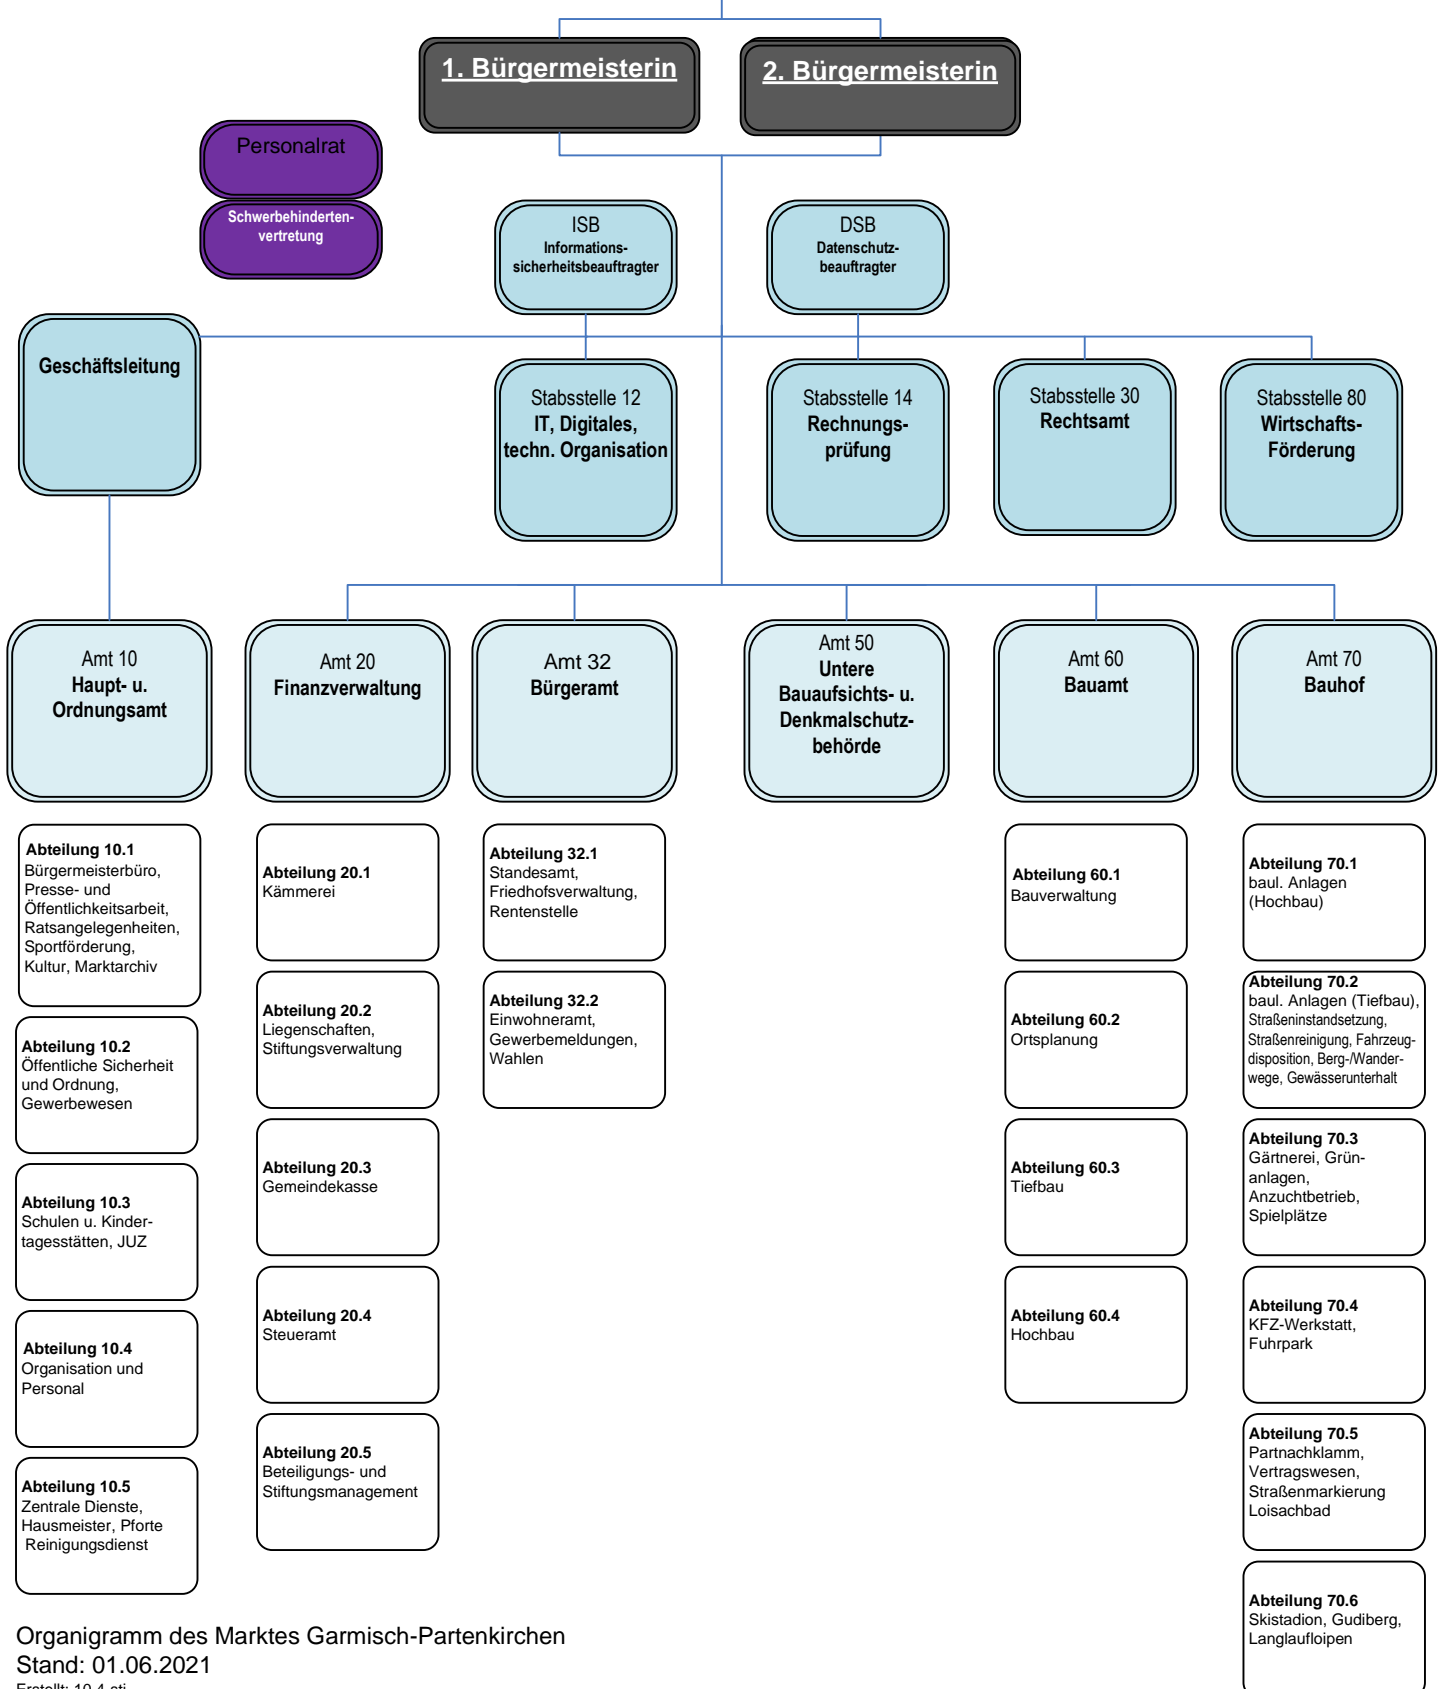 1. Bürgermeisterin
2. Bürgermeisterin
Personalrat
Schwerbehinderten-
vertretung
ISB
Informations-
sicherheitsbeauftragter
DSB
Datenschutz-
beauftragter
Geschäftsleitung
Stabsstelle 12
IT, Digitales,
techn. Organisation
Stabsstelle 14
Rechnungs-
prüfung
Stabsstelle 30
Rechtsamt
Stabsstelle 80
Wirtschafts-
Förderung
Amt 10
Haupt- u.
Ordnungsamt
Amt 20
Finanzverwaltung
Amt 32
Bürgeramt
Amt 50
Untere
Bauaufsichts- u.
Denkmalschutz-
behörde
Amt 60
Bauamt
Amt 70
Bauhof
Abteilung 10.1
Bürgermeisterbüro,
Presse- und
Öffentlichkeitsarbeit,
Ratsangelegenheiten,
Sportförderung,
Kultur, Marktarchiv
Abteilung 10.2
Öffentliche Sicherheit
und Ordnung,
Gewerbewesen
Abteilung 10.3
Schulen u. Kinder-
tagesstätten, JUZ
Abteilung 10.4
Organisation und
Personal
Abteilung 10.5
Zentrale Dienste,
Hausmeister, Pforte
Reinigungsdienst
Abteilung 20.1
Kämmerei
Abteilung 20.2
Liegenschaften,
Stiftungsverwaltung
Abteilung 20.3
Gemeindekasse
Abteilung 20.4
Steueramt
Abteilung 20.5
Beteiligungs- und
Stiftungsmanagement
Abteilung 32.1
Standesamt,
Friedhofsverwaltung,
Rentenstelle
Abteilung 32.2
Einwohneramt,
Gewerbemeldungen,
Wahlen
Abteilung 60.1
Bauverwaltung
Abteilung 60.2
Ortsplanung
Abteilung 60.3
Tiefbau
Abteilung 60.4
Hochbau
Abteilung 70.1
baul. Anlagen
(Hochbau)
Abteilung 70.2
baul. Anlagen (Tiefbau),
Straßeninstandsetzung,
Straßenreinigung, Fahrzeug-
disposition, Berg-/Wander-
wege, Gewässerunterhalt
Abteilung 70.3
Gärtnerei, Grün-
anlagen,
Anzuchtbetrieb,
Spielplätze
Abteilung 70.4
KFZ-Werkstatt,
Fuhrpark
Abteilung 70.5
Partnachklamm,
Vertragswesen,
Straßenmarkierung
Loisachbad
Abteilung 70.6
Skistadion, Gudiberg,
Langlaufloipen
Organigramm des Marktes Garmisch-Partenkirchen
Stand: 01.06.2021
Erstellt: 10.4